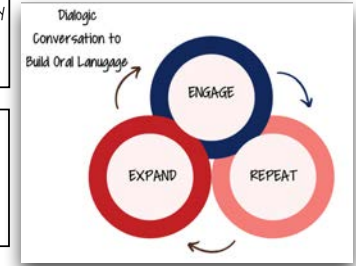 Dialogic
Conversation to
Build Oral Lanugage
ENGAGE
EXPAND
REPEAT